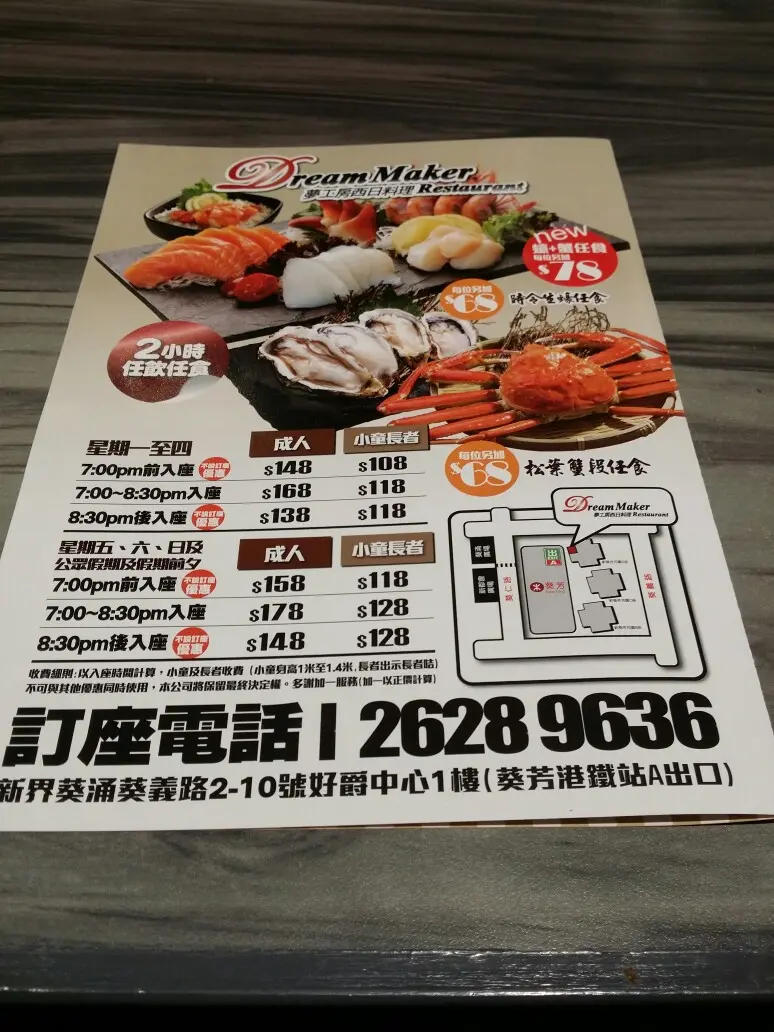 Dream Maker
夢工房西日料理 Restaurant
new
蠔+蟹任食
每位另加
$78
每位另加
$68
時令生蠔任食
2小時
任飲任食
星期一至四
成人
小童長者
7:00pm前入座 不設訂座 優惠 $148 $108
7:00~8:30pm入座 $168 $118
8:30pm後入座 不設訂座 優惠 $138 $118
每位另加
$68
松葉蟹段任食
星期五、六、日及
公眾假期及假期前夕
成人
小童長者
7:00pm前入座 不設訂座 優惠 $158 $118
7:00~8:30pm入座 $178 $128
8:30pm後入座 不設訂座 優惠 $148 $128
Dream Maker
夢工房西日料理 Restaurant
出
A
葵芳
收費細則:以入座時間計算，小童及長者收費 (小童身高1米至1.4米,長者出示長者咭)
不可與其他優惠同時使用，本公司將保留最終決定權。多謝加一服務(加一以正價計算)
訂座電話 | 2628 9636
新界葵涌葵義路2-10號好爵中心1樓(葵芳港鐵站A出口)